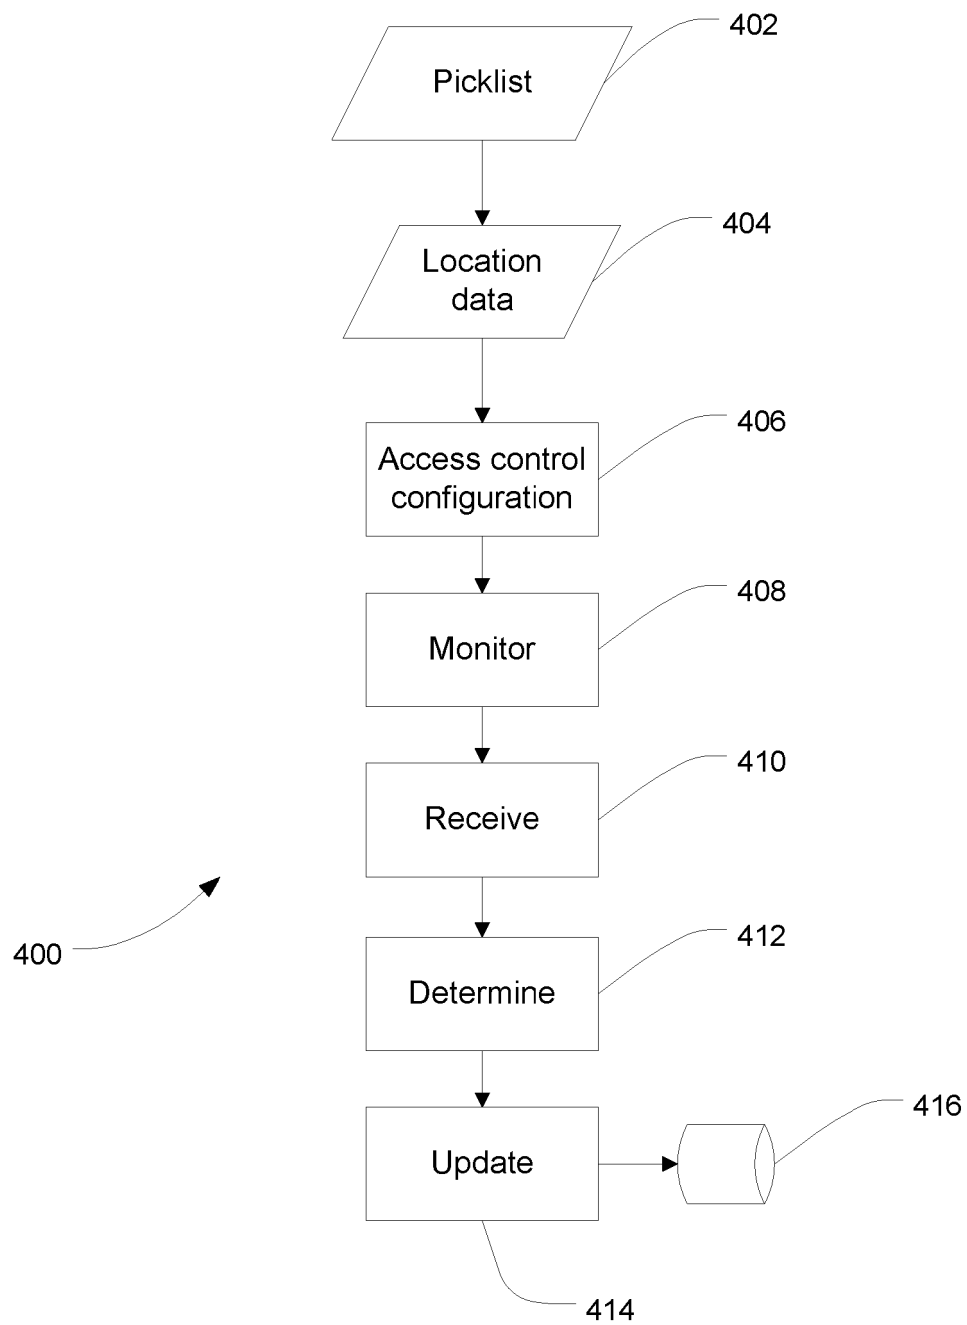 402
Picklist
404
Location
data
406
Access control
configuration
408
Monitor
410
Receive
400
412
Determine
416
Update
414